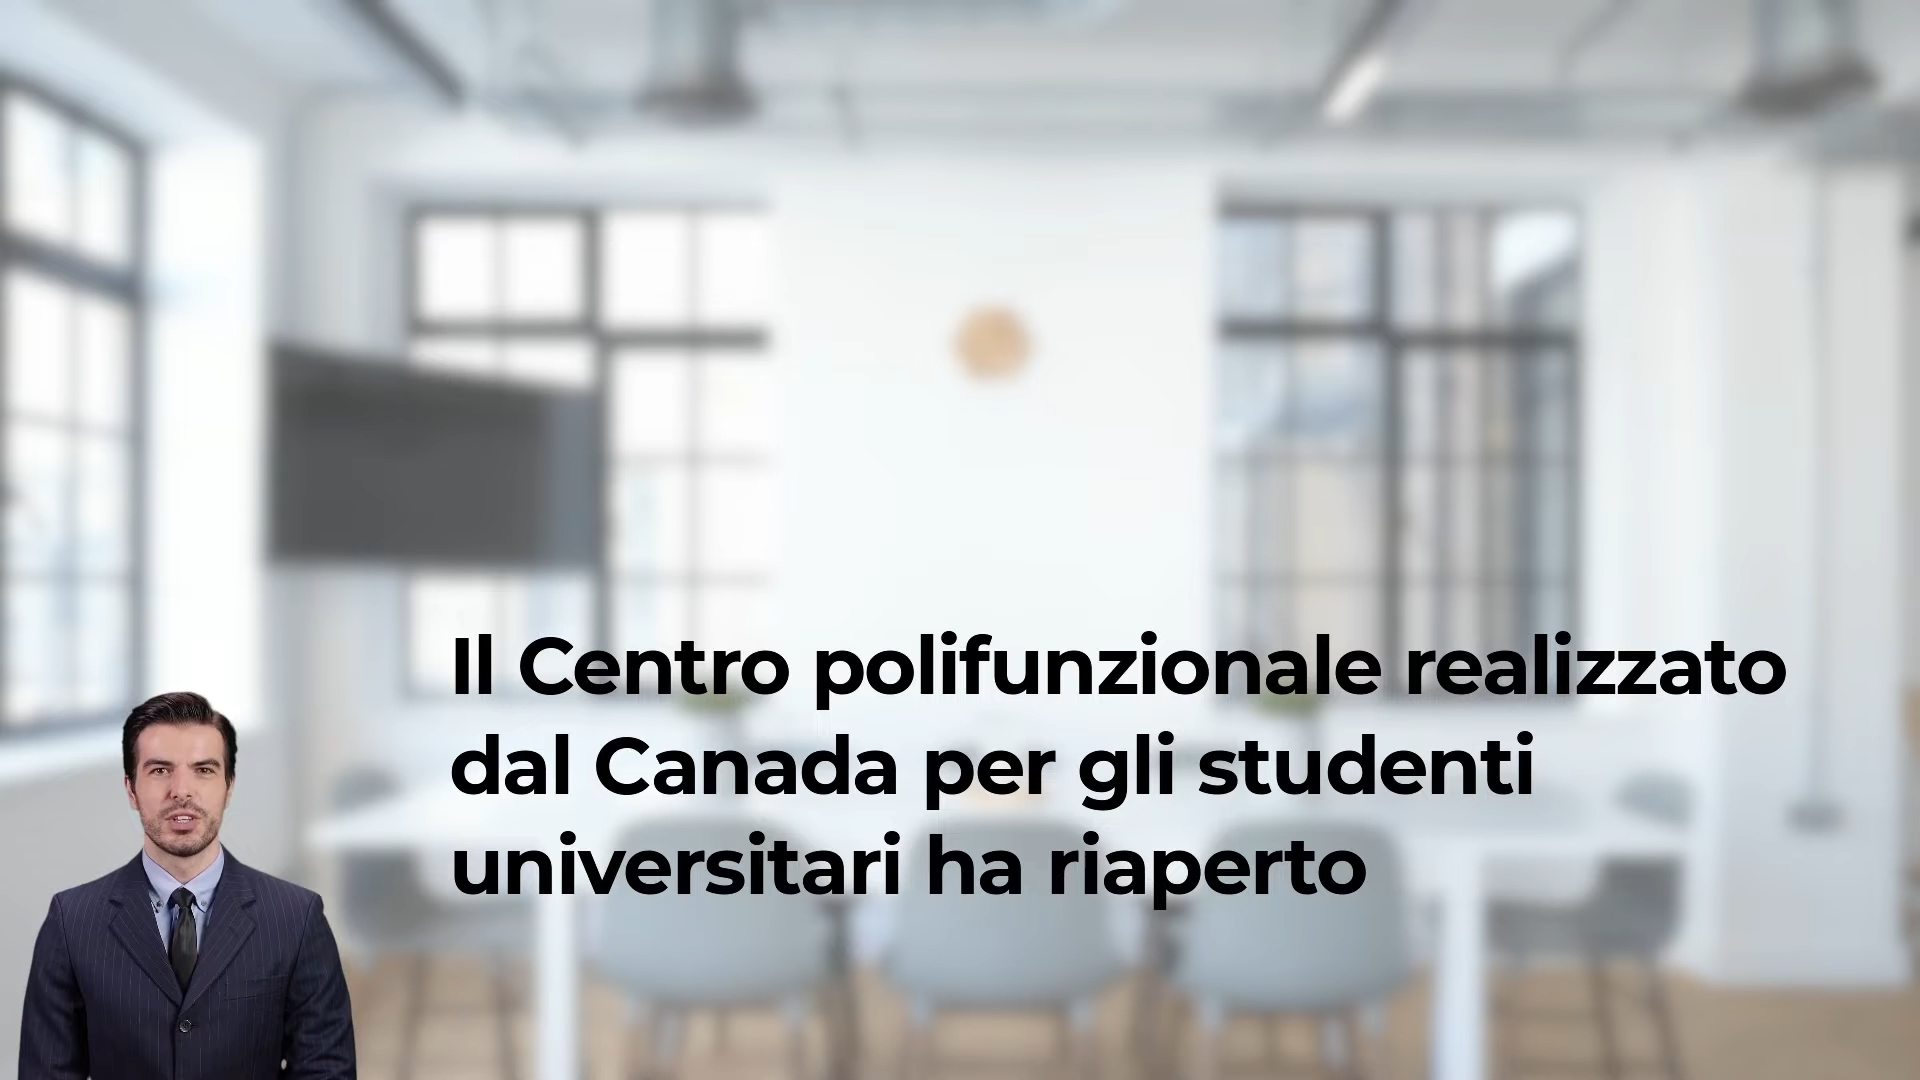 Il Centro polifunzionale realizzato
dal Canada per gli studenti
universitari ha riaperto